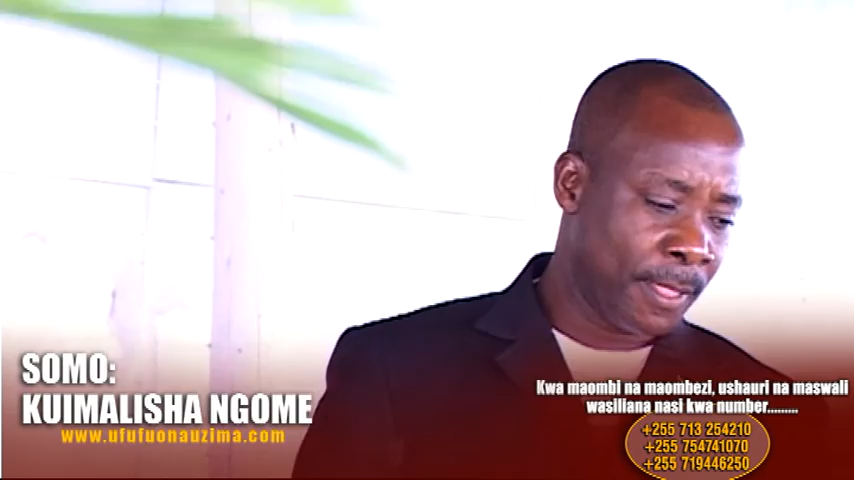 SOMO:
KUIMALISHA NGOME
www.ufufuonauzima.com
Kwa maombi na maombezi, ushauri na maswali
wasiliana nasi kwa number.........
+255 713 254210
+255 754741070
+255 719446250